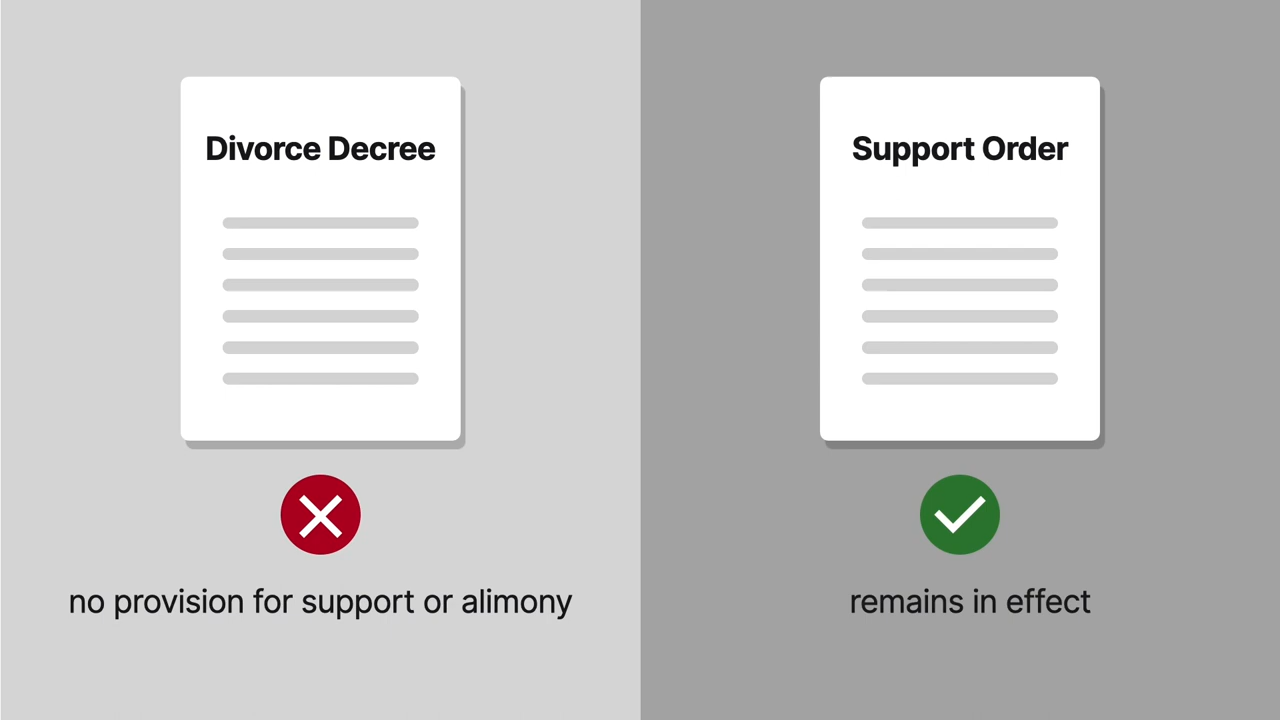 Divorce Decree
no provision for support or alimony
Support Order
remains in effect